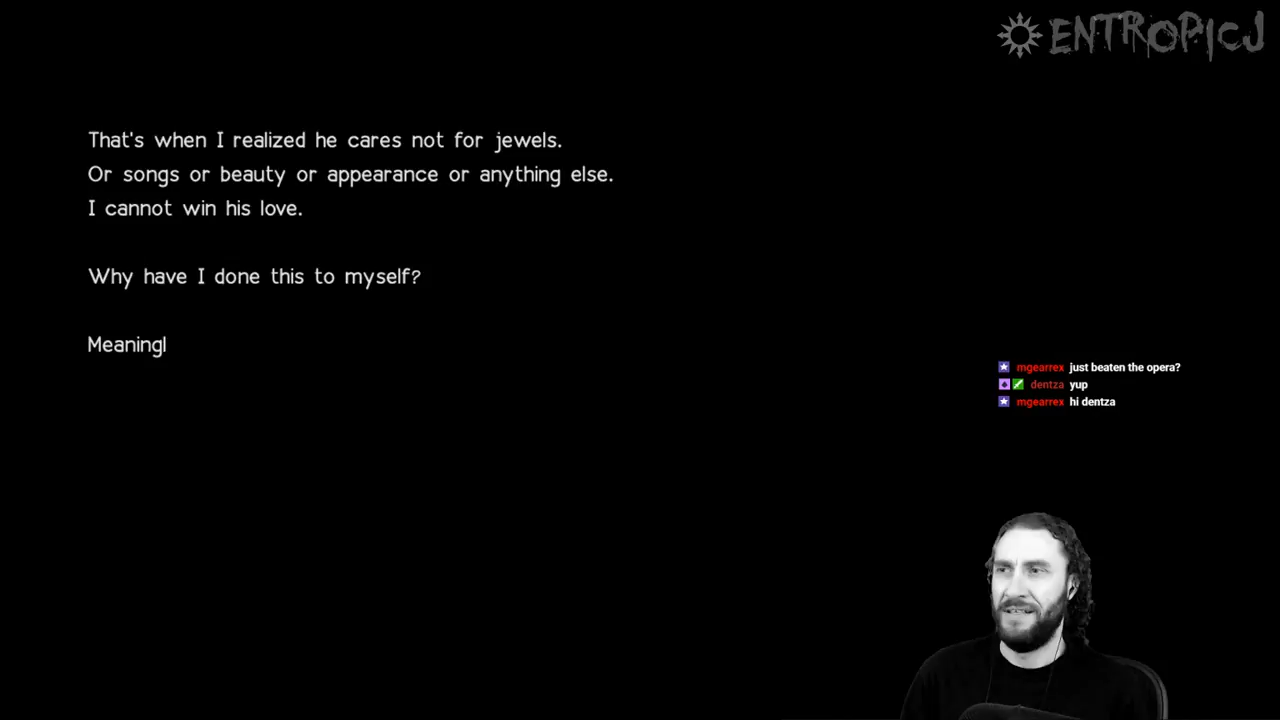 ENTROPICJ
That's when I realized he cares not for jewels.
Or songs or beauty or appearance or anything else.
I cannot win his love.
Why have I done this to myself?
Meaningl
mgearrex just beaten the opera?
dentza yup
mgearrex hi dentza